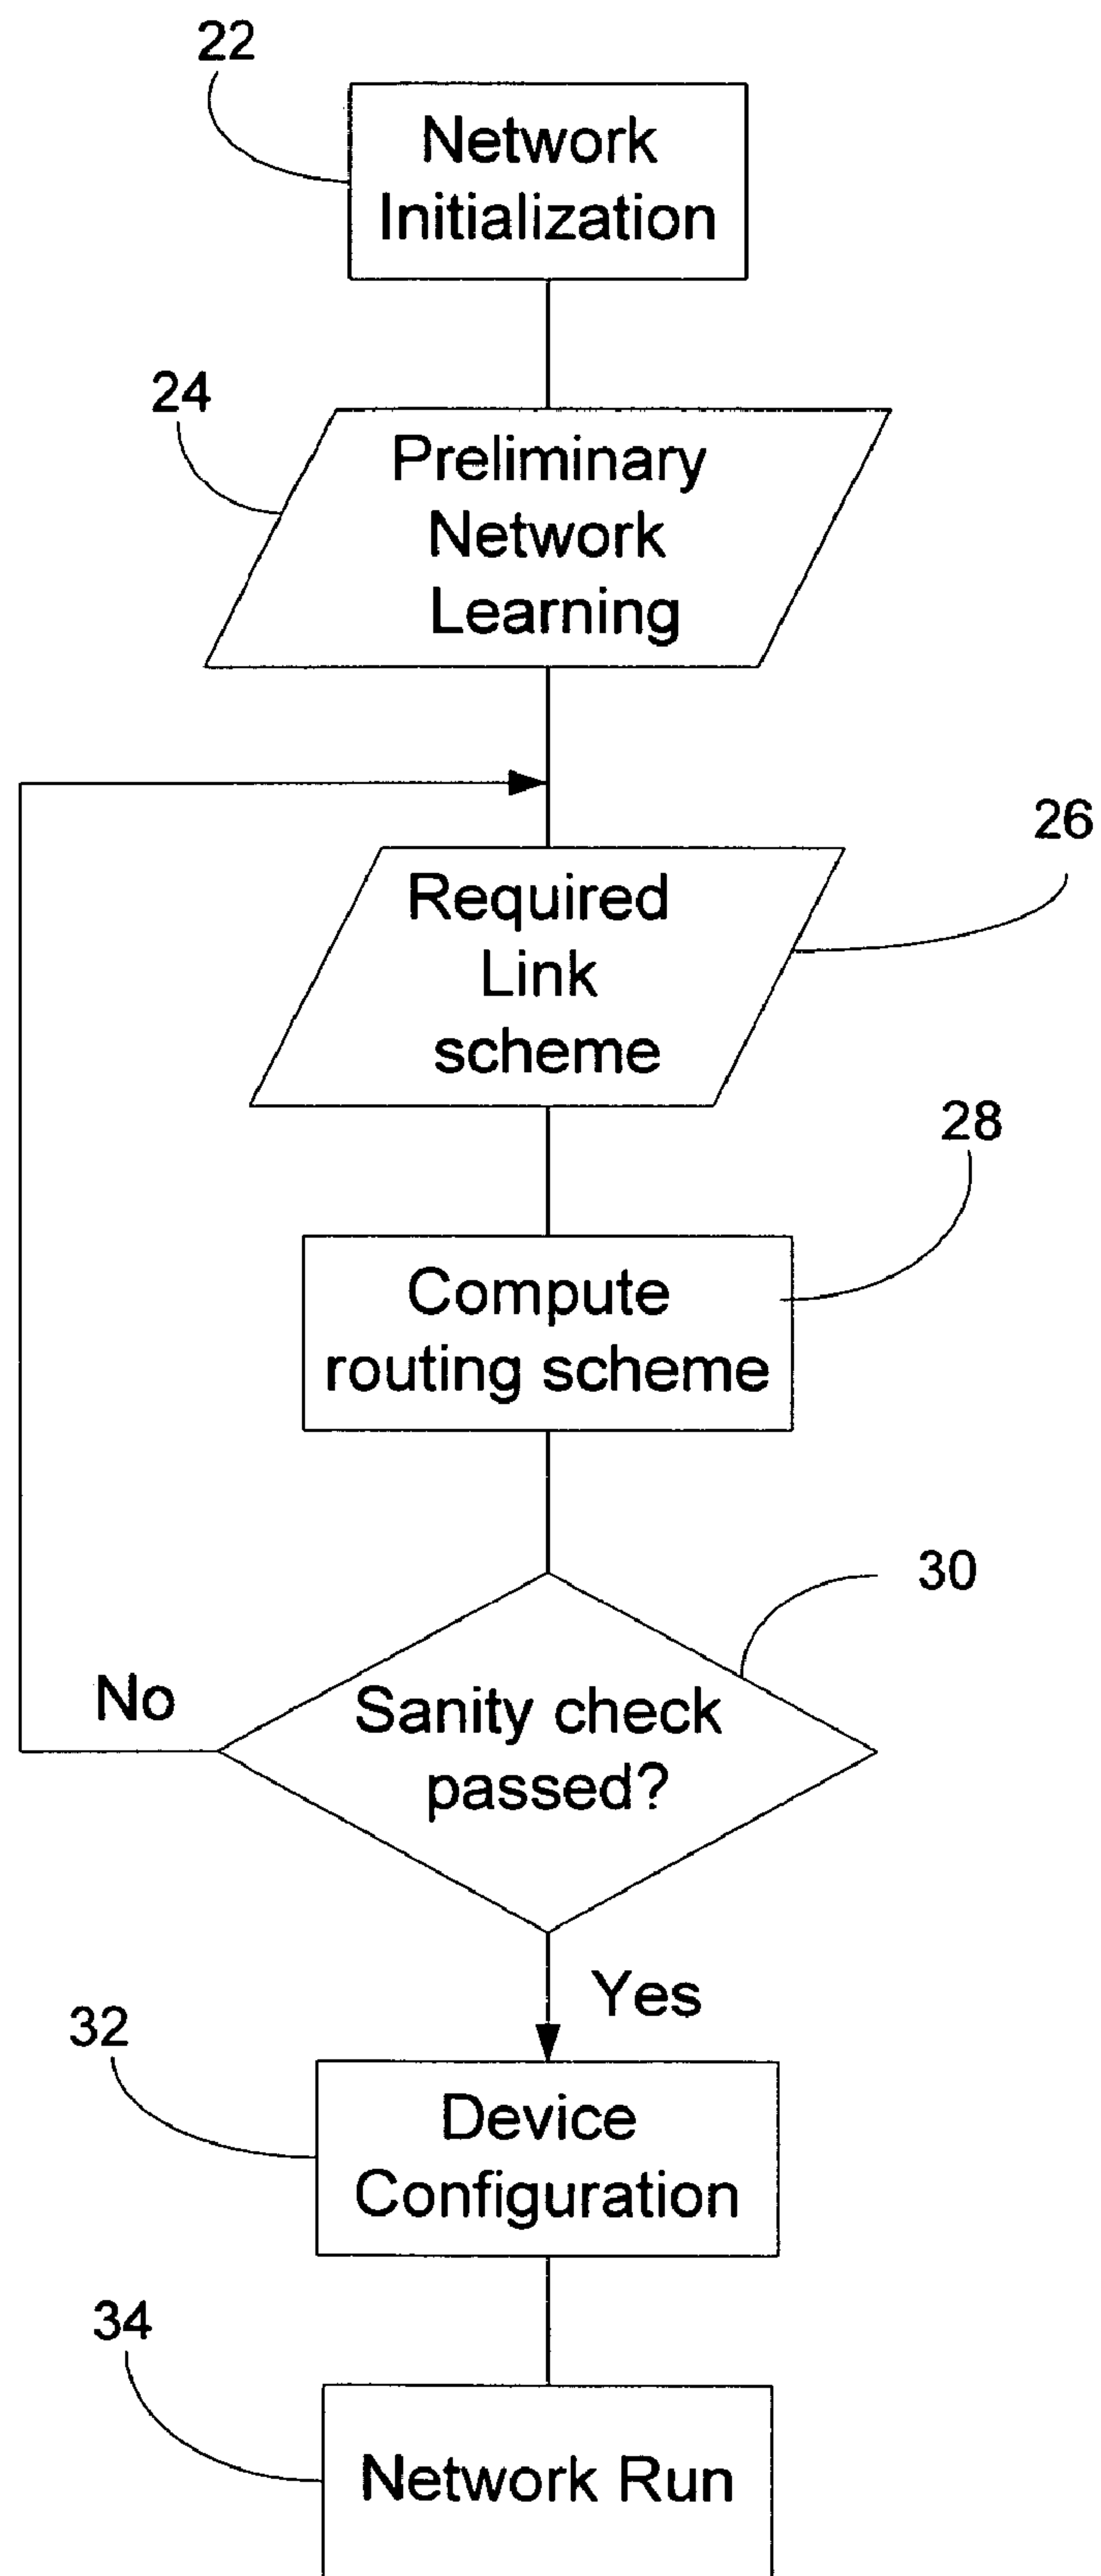 22
Network
Initialization
24
Preliminary
Network
Learning
26
Required
Link
scheme
28
Compute
routing scheme
30
No
Sanity check
passed?
Yes
32
Device
Configuration
34
Network Run